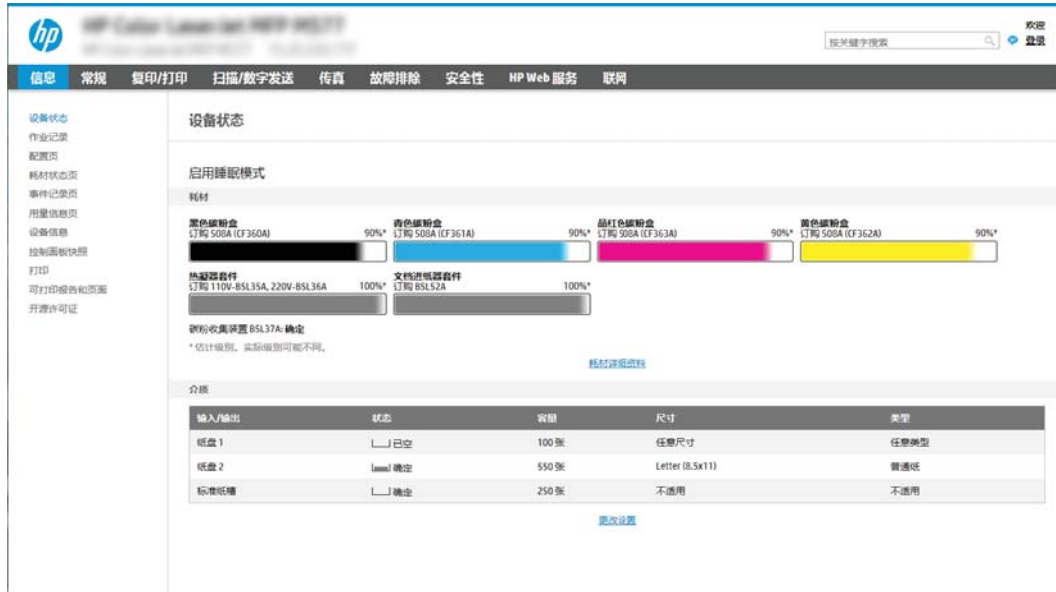 hp
欢迎
按关键字搜索
登录
信息 常规 复印/打印 扫描/数字发送 传真 故障排除 安全性 HP Web 服务 联网
设备状态
作业记录
配置页
耗材状态页
事件记录页
用量信息页
设备信息
控制面板快照
打印
可打印报告和页面
开源许可证
设备状态
启用睡眠模式
耗材
黑色碳粉盒 青色碳粉盒 品红色碳粉盒 黄色碳粉盒
订购 508A (CF360A) 90%* 订购 508A (CF361A) 90%* 订购 508A (CF363A) 90%* 订购 508A (CF362A) 90%*
热凝器套件 文档进纸器套件
订购 110V-B5L35A, 220V-B5L36A 100%* 订购 B5L52A 100%*
碳粉收集装置 B5L37A: 确定
* 估计级别。实际级别可能不同。
耗材详细资料
介质
输入/输出 状态 容量 尺寸 类型
纸盘 1 已空 100 张 任意尺寸 任意类型
纸盘 2 确定 550 张 Letter (8.5x11) 普通纸
标准纸槽 确定 250 张 不适用 不适用
更改设置